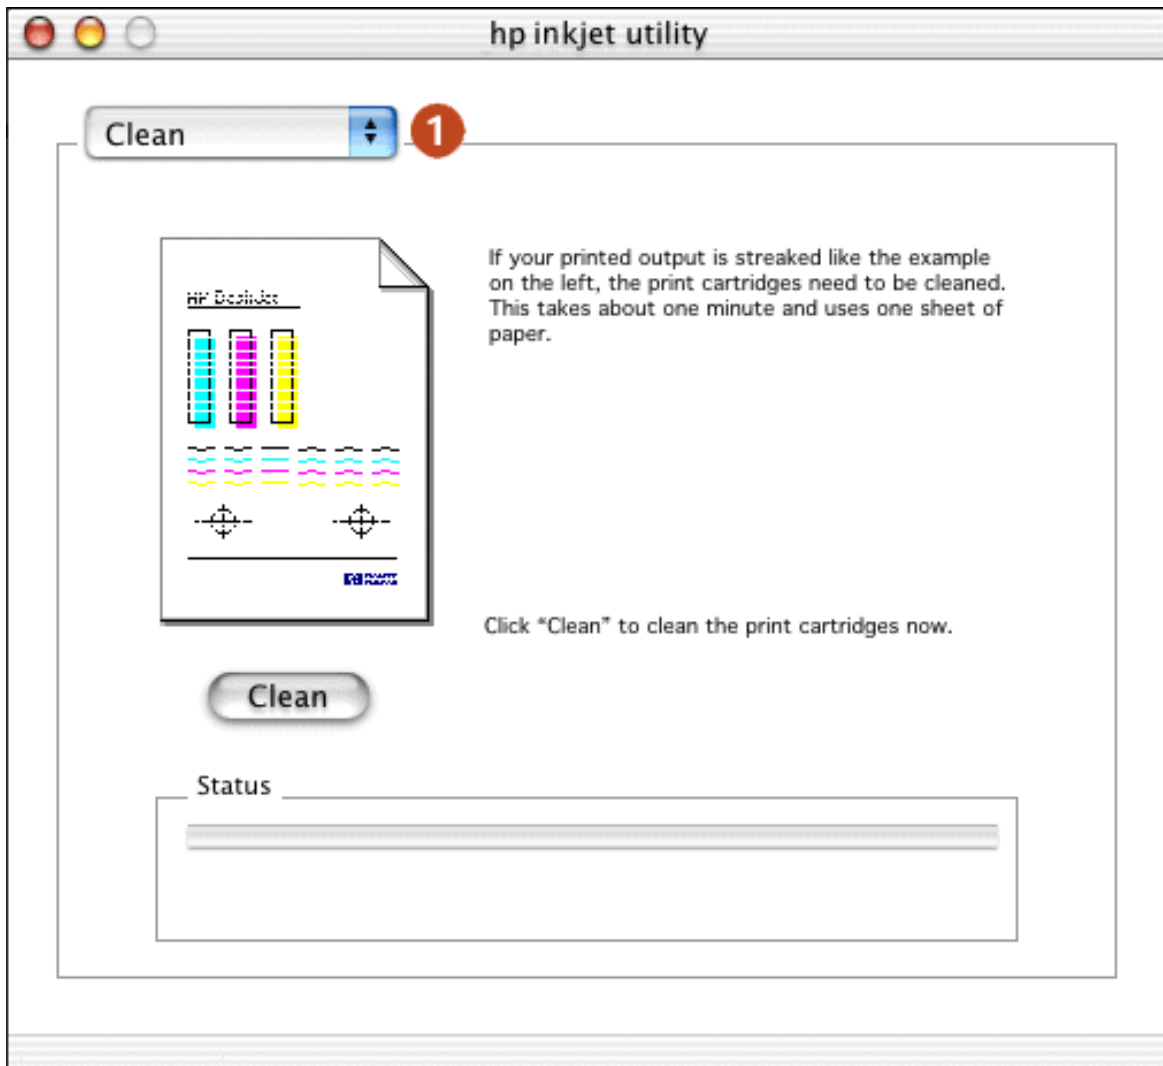 hp inkjet utility
Clean
1
If your printed output is streaked like the example
on the left, the print cartridges need to be cleaned.
This takes about one minute and uses one sheet of
paper.
HP DeskJet
Click “Clean” to clean the print cartridges now.
Clean
Status